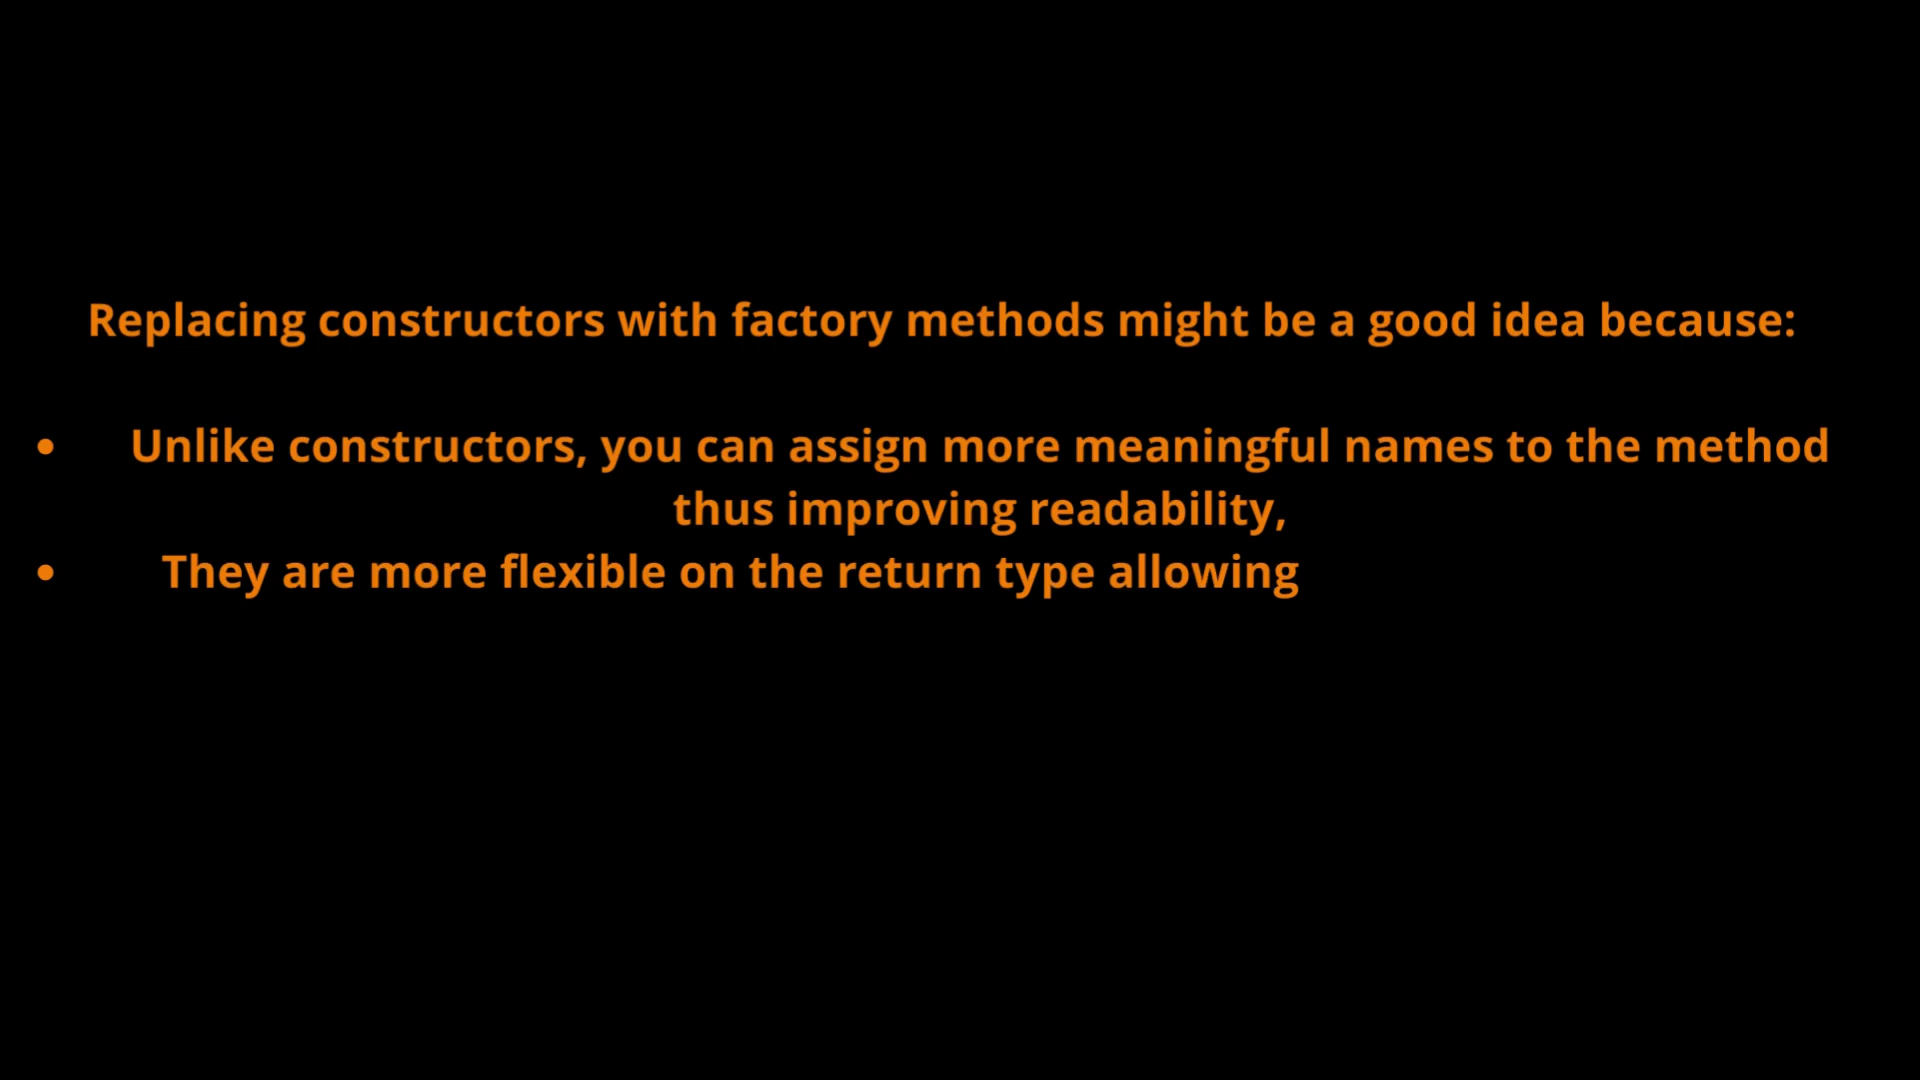 Replacing constructors with factory methods might be a good idea because:
• Unlike constructors, you can assign more meaningful names to the method
thus improving readability,
• They are more flexible on the return type allowing